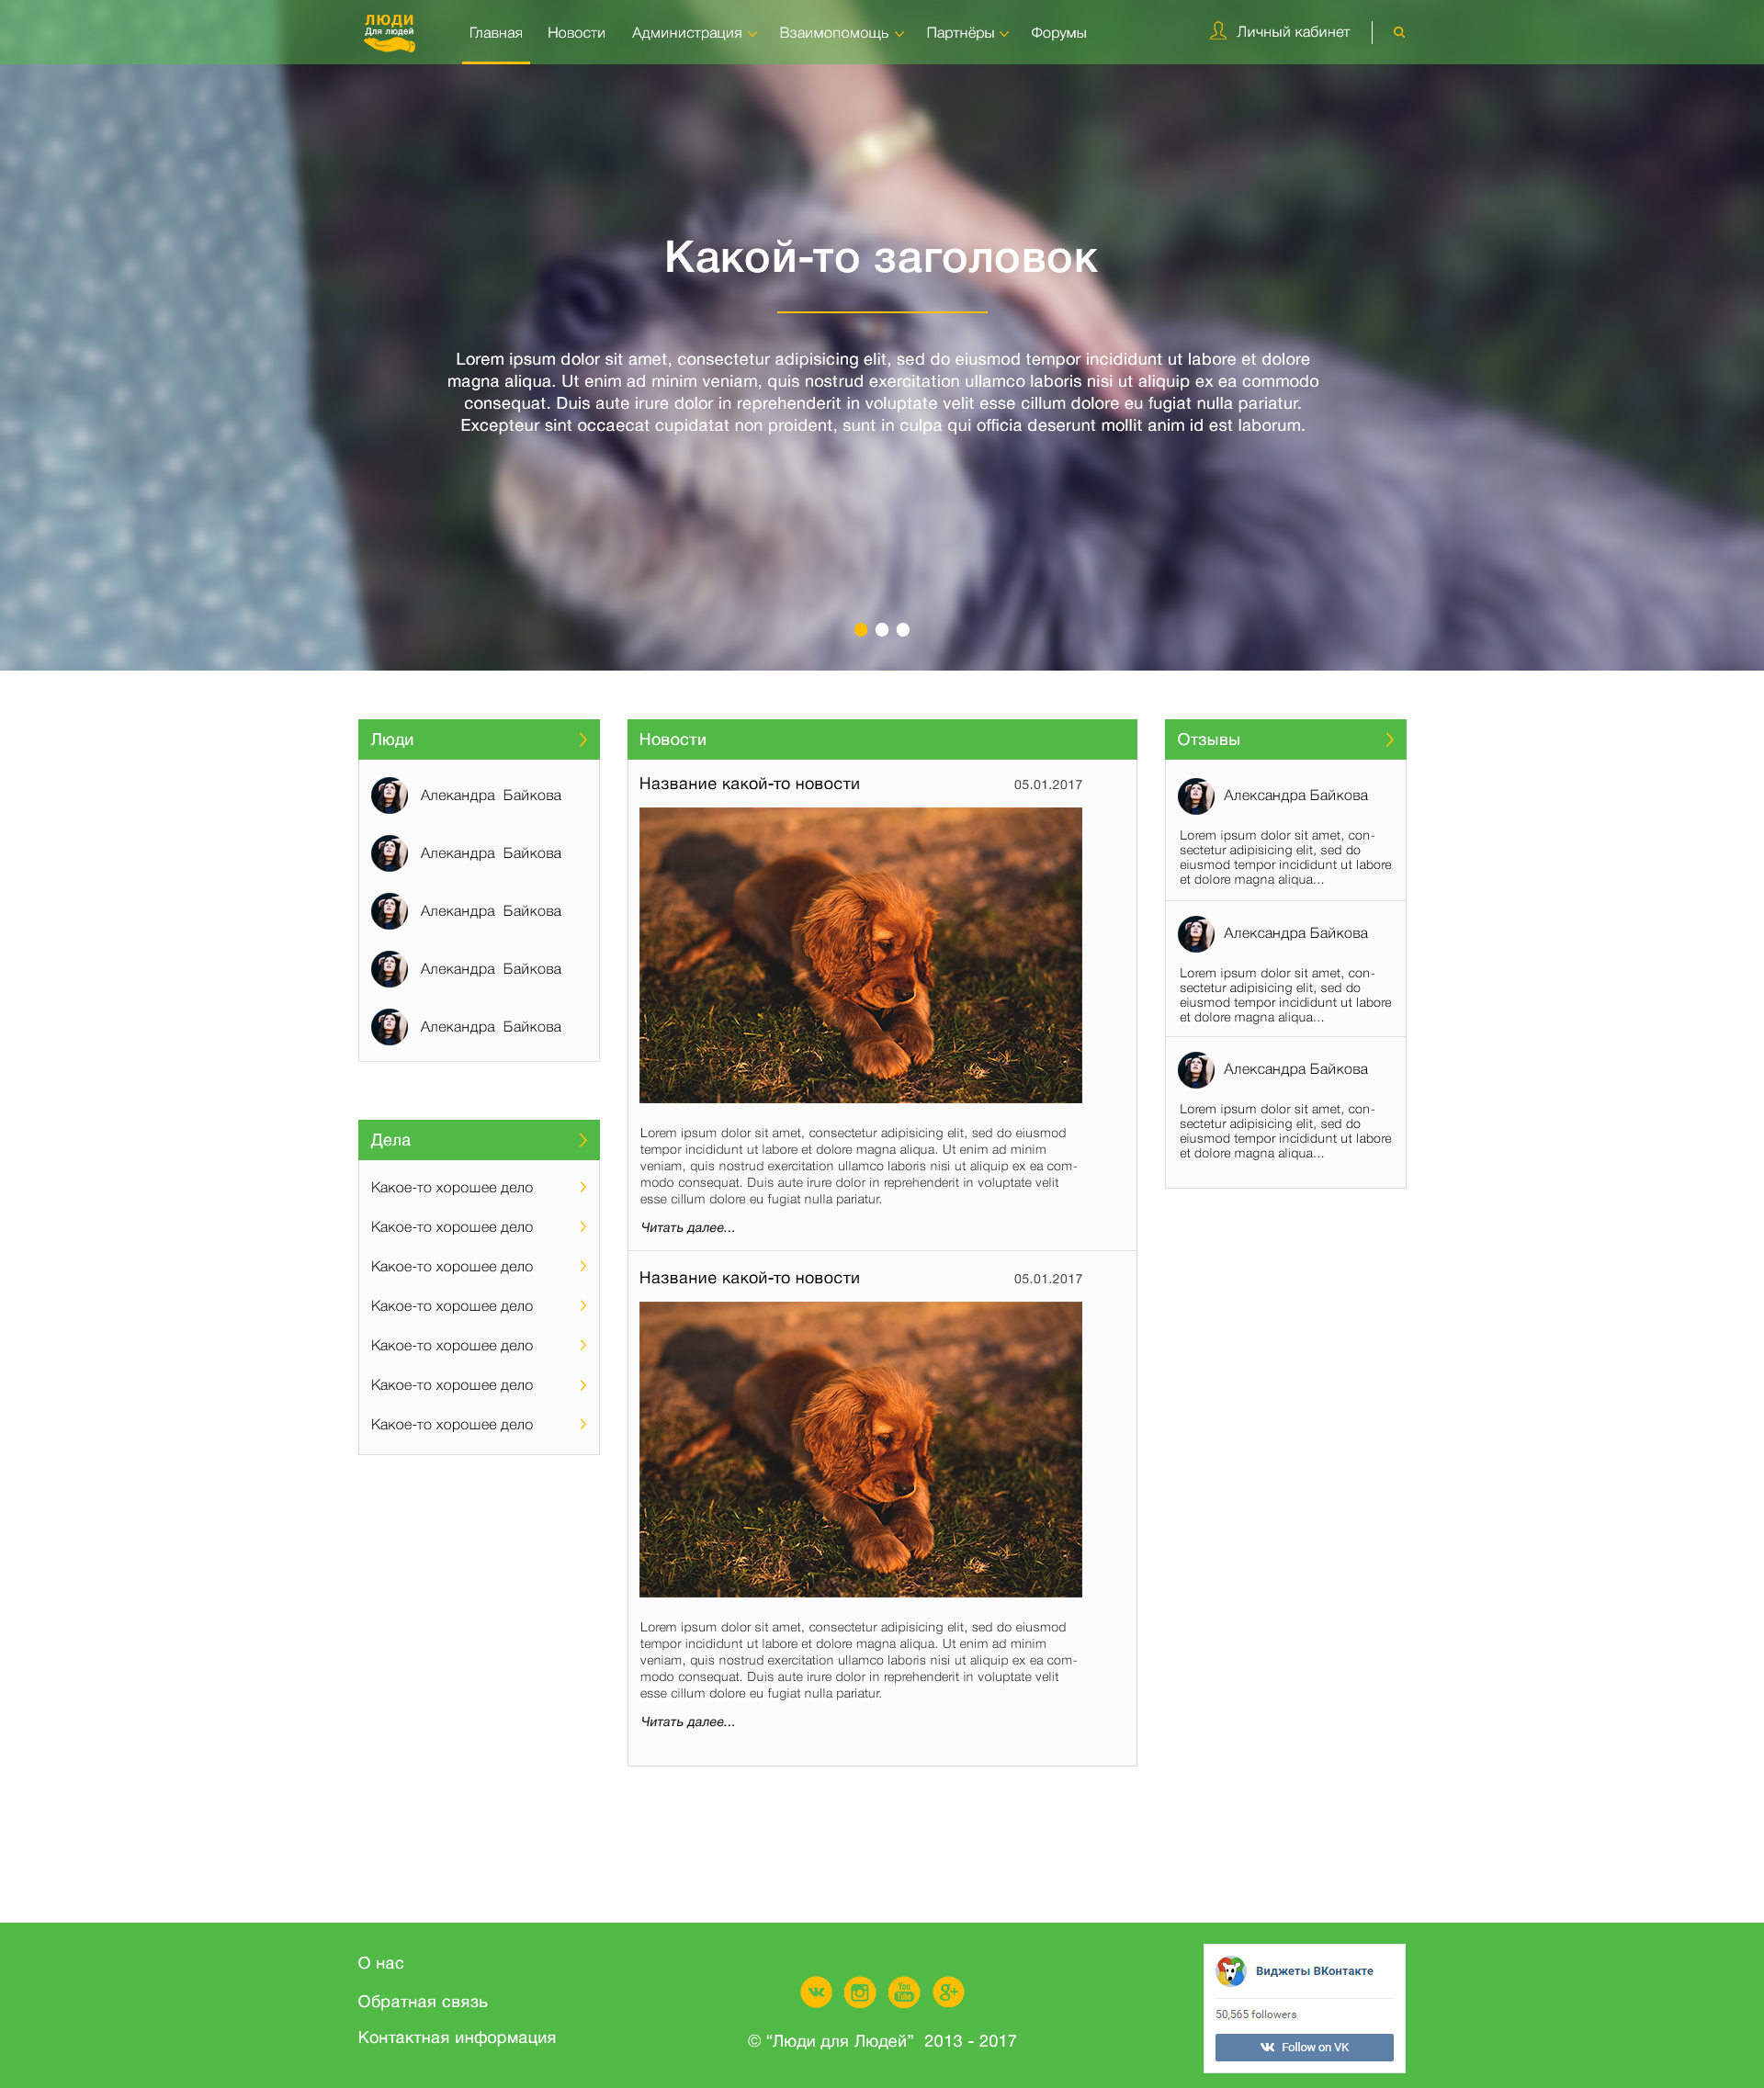 ЛЮДИ
Для людей
Главная
Новости
Администрация
Взаимопомощь
Партнёры
Форумы
Личный кабинет
Какой-то заголовок
Lorem ipsum dolor sit amet, consectetur adipisicing elit, sed do eiusmod tempor incididunt ut labore et dolore
magna aliqua. Ut enim ad minim veniam, quis nostrud exercitation ullamco laboris nisi ut aliquip ex ea commodo
consequat. Duis aute irure dolor in reprehenderit in voluptate velit esse cillum dolore eu fugiat nulla pariatur.
Excepteur sint occaecat cupidatat non proident, sunt in culpa qui officia deserunt mollit anim id est laborum.
Люди
Алекандра Байкова
Алекандра Байкова
Алекандра Байкова
Алекандра Байкова
Алекандра Байкова
Дела
Какое-то хорошее дело
Какое-то хорошее дело
Какое-то хорошее дело
Какое-то хорошее дело
Какое-то хорошее дело
Какое-то хорошее дело
Какое-то хорошее дело
Новости
Название какой-то новости
05.01.2017
Lorem ipsum dolor sit amet, consectetur adipisicing elit, sed do eiusmod
tempor incididunt ut labore et dolore magna aliqua. Ut enim ad minim
veniam, quis nostrud exercitation ullamco laboris nisi ut aliquip ex ea com-
modo consequat. Duis aute irure dolor in reprehenderit in voluptate velit
esse cillum dolore eu fugiat nulla pariatur.
Читать далее...
Название какой-то новости
05.01.2017
Lorem ipsum dolor sit amet, consectetur adipisicing elit, sed do eiusmod
tempor incididunt ut labore et dolore magna aliqua. Ut enim ad minim
veniam, quis nostrud exercitation ullamco laboris nisi ut aliquip ex ea com-
modo consequat. Duis aute irure dolor in reprehenderit in voluptate velit
esse cillum dolore eu fugiat nulla pariatur.
Читать далее...
Отзывы
Александра Байкова
Lorem ipsum dolor sit amet, con-
sectetur adipisicing elit, sed do
eiusmod tempor incididunt ut labore
et dolore magna aliqua...
Александра Байкова
Lorem ipsum dolor sit amet, con-
sectetur adipisicing elit, sed do
eiusmod tempor incididunt ut labore
et dolore magna aliqua...
Александра Байкова
Lorem ipsum dolor sit amet, con-
sectetur adipisicing elit, sed do
eiusmod tempor incididunt ut labore
et dolore magna aliqua...
О нас
Обратная связь
Контактная информация
You
Tube
g+
© “Люди для Людей” 2013 - 2017
Виджеты ВКонтакте
50,565 followers
Follow on VK